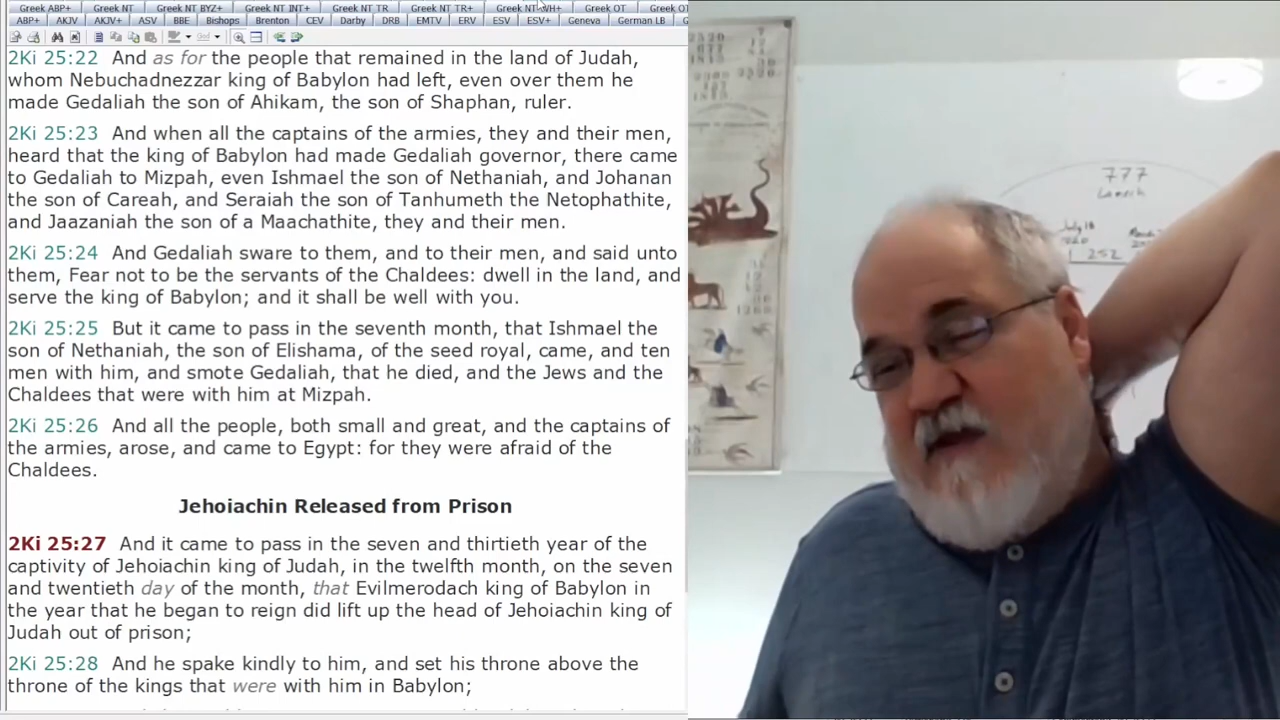 Greek ABP+ Greek NT Greek NT BYZ+ Greek NT INT+ Greek NT TR Greek NT TR+ Greek NT WH+ Greek OT
ABP+ AKJV AKJV+ ASV BBE Bishops Brenton CEV Darby DRB EMTV ERV ESV ESV+ Geneva German LB
2Ki 25:22 And as for the people that remained in the land of Judah,
whom Nebuchadnezzar king of Babylon had left, even over them he
made Gedaliah the son of Ahikam, the son of Shaphan, ruler.
2Ki 25:23 And when all the captains of the armies, they and their men,
heard that the king of Babylon had made Gedaliah governor, there came
to Gedaliah to Mizpah, even Ishmael the son of Nethaniah, and Johanan
the son of Careah, and Seraiah the son of Tanhumeth the Netophathite,
and Jaazaniah the son of a Maachathite, they and their men.
2Ki 25:24 And Gedaliah sware to them, and to their men, and said unto
them, Fear not to be the servants of the Chaldees: dwell in the land, and
serve the king of Babylon; and it shall be well with you.
2Ki 25:25 But it came to pass in the seventh month, that Ishmael the
son of Nethaniah, the son of Elishama, of the seed royal, came, and ten
men with him, and smote Gedaliah, that he died, and the Jews and the
Chaldees that were with him at Mizpah.
2Ki 25:26 And all the people, both small and great, and the captains of
the armies, arose, and came to Egypt: for they were afraid of the
Chaldees.
Jehoiachin Released from Prison
2Ki 25:27 And it came to pass in the seven and thirtieth year of the
captivity of Jehoiachin king of Judah, in the twelfth month, on the seven
and twentieth day of the month, that Evilmerodach king of Babylon in
the year that he began to reign did lift up the head of Jehoiachin king of
Judah out of prison;
2Ki 25:28 And he spake kindly to him, and set his throne above the
throne of the kings that were with him in Babylon;
777
Lamech
July 18
252